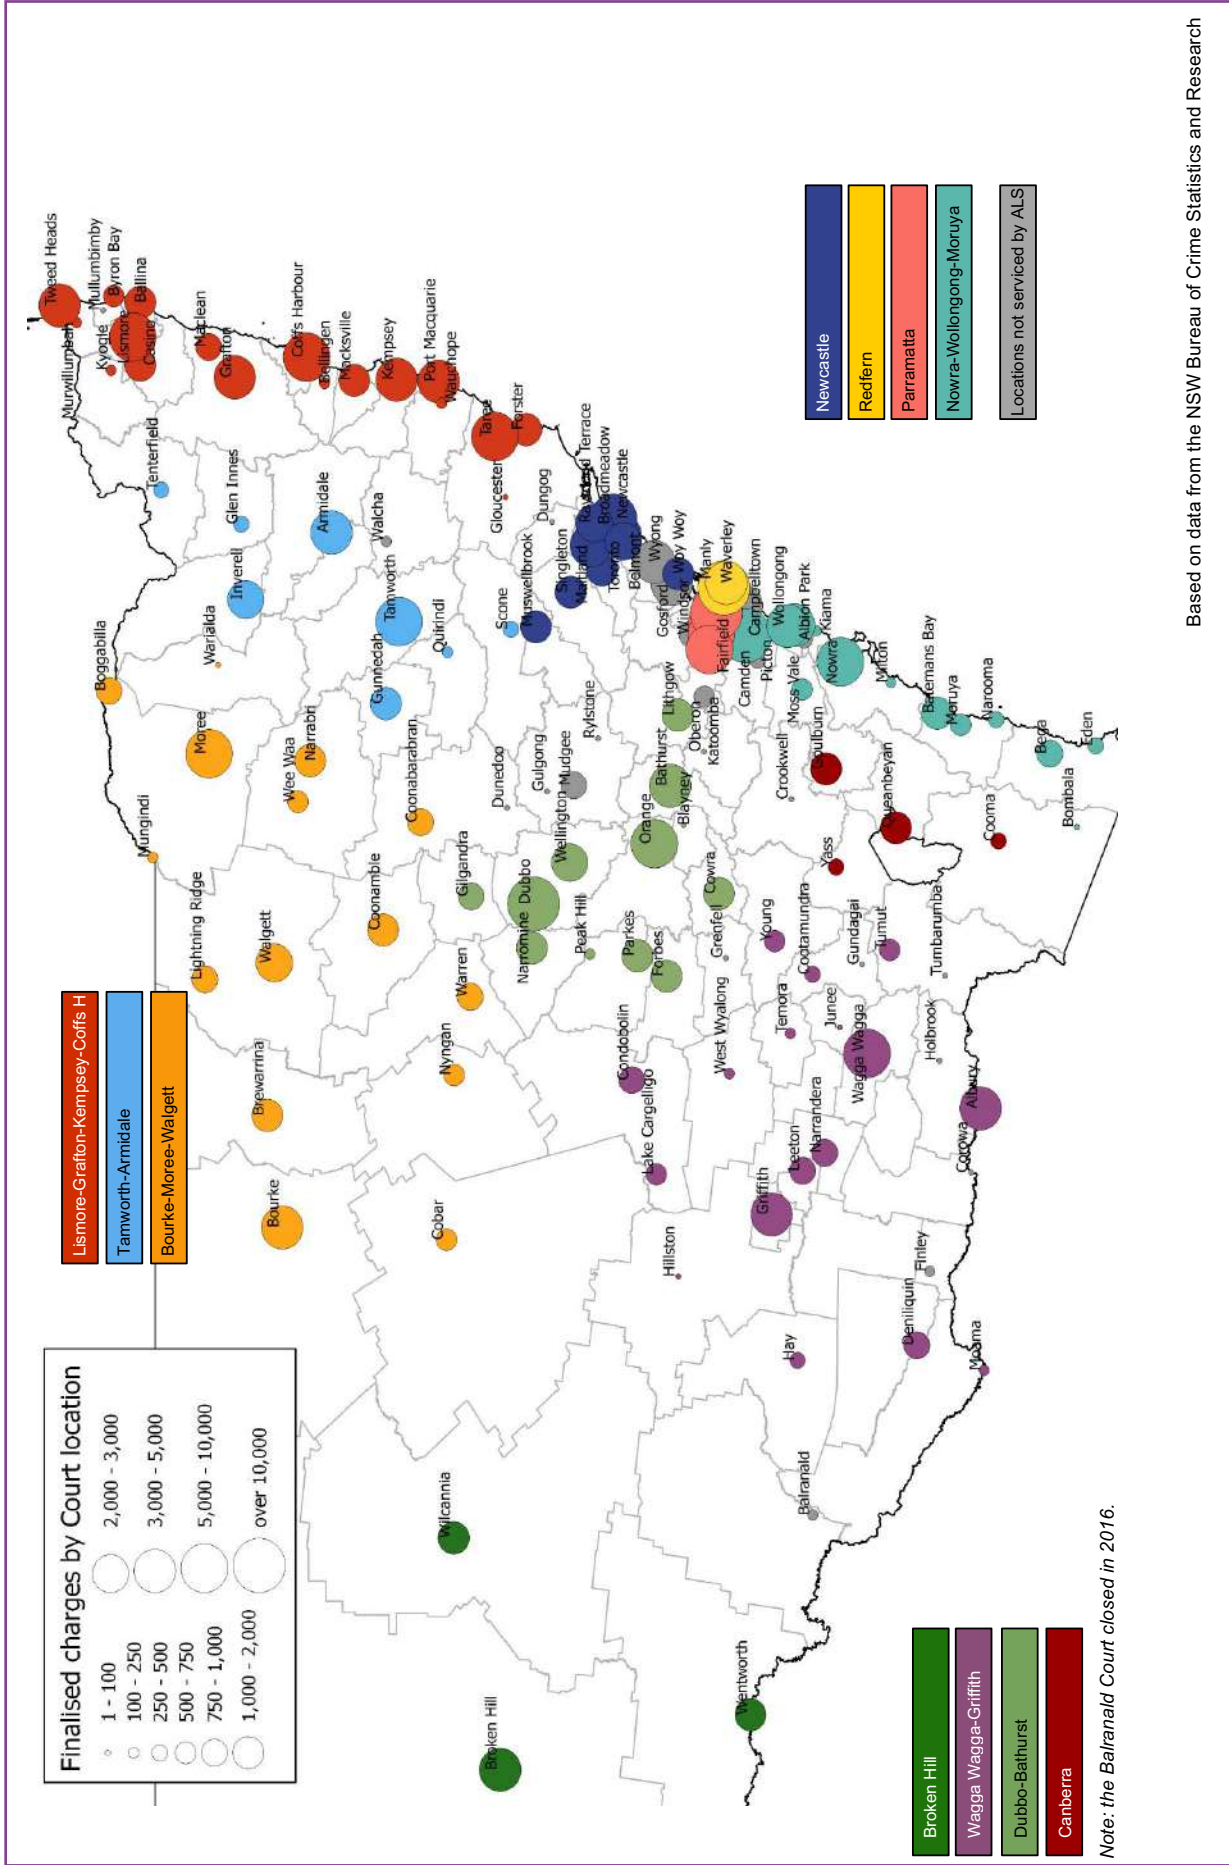 Finalised charges by Court location
1 - 100
100 - 250
250 - 500
500 - 750
750 - 1,000
1,000 - 2,000
2,000 - 3,000
3,000 - 5,000
5,000 - 10,000
over 10,000
Lismore-Grafton-Kempsey-Coffs H
Tamworth-Armidale
Bourke-Moree-Walgett
Tweed Heads
Murwillumbah
Mullumbimby
Kyogle
Byron Bay
Lismore
Ballina
Casino
Maclean
Grafton
Coffs Harbour
Bellingen
Macksville
Kempsey
Port Macquarie
Wauchope
Taree
Forster
Gloucester
Dungog
Tenterfield
Glen Innes
Inverell
Armidale
Walcha
Tamworth
Gunnedah
Quirindi
Scone
Muswellbrook
Singleton
Maitland
Terrace
Broadmeadow
Newcastle
Toronto
Belmont
Wyong
Gosford
Woy Woy
Windsor
Manly
Waverley
Fairfield
Campbelltown
Camden
Picton
Wollongong
Albion Park
Kiama
Moss Vale
Nowra
Milton
Batemans Bay
Moruya
Narooma
Bega
Eden
Bombala
Boggabilla
Warialda
Moree
Mungindi
Wee Waa
Narrabri
Coonabarabran
Lightning Ridge
Walgett
Coonamble
Gilgandra
Dunedoo
Gulgong
Mudgee
Rylstone
Wellington
Dubbo
Narromine
Peak Hill
Lithgow
Oberon
Katoomba
Bathurst
Blayney
Orange
Parkes
Forbes
Cowra
Grenfell
Crookwell
Goulburn
Yass
Queanbeyan
Cooma
Young
Cootamundra
Gundagai
Tumut
Tumbarumba
Brewarrina
Bourke
Warren
Nyngan
Cobar
Condobolin
Lake Cargelligo
West Wyalong
Temora
Junee
Wagga Wagga
Holbrook
Narrandera
Leeton
Griffith
Albury
Corowa
Hillston
Hay
Finley
Deniliquin
Moama
Balranald
Wilcannia
Broken Hill
Wentworth
Newcastle
Redfern
Parramatta
Nowra-Wollongong-Moruya
Locations not serviced by ALS
Broken Hill
Wagga Wagga-Griffith
Dubbo-Bathurst
Canberra
Note: the Balranald Court closed in 2016.
Based on data from the NSW Bureau of Crime Statistics and Research